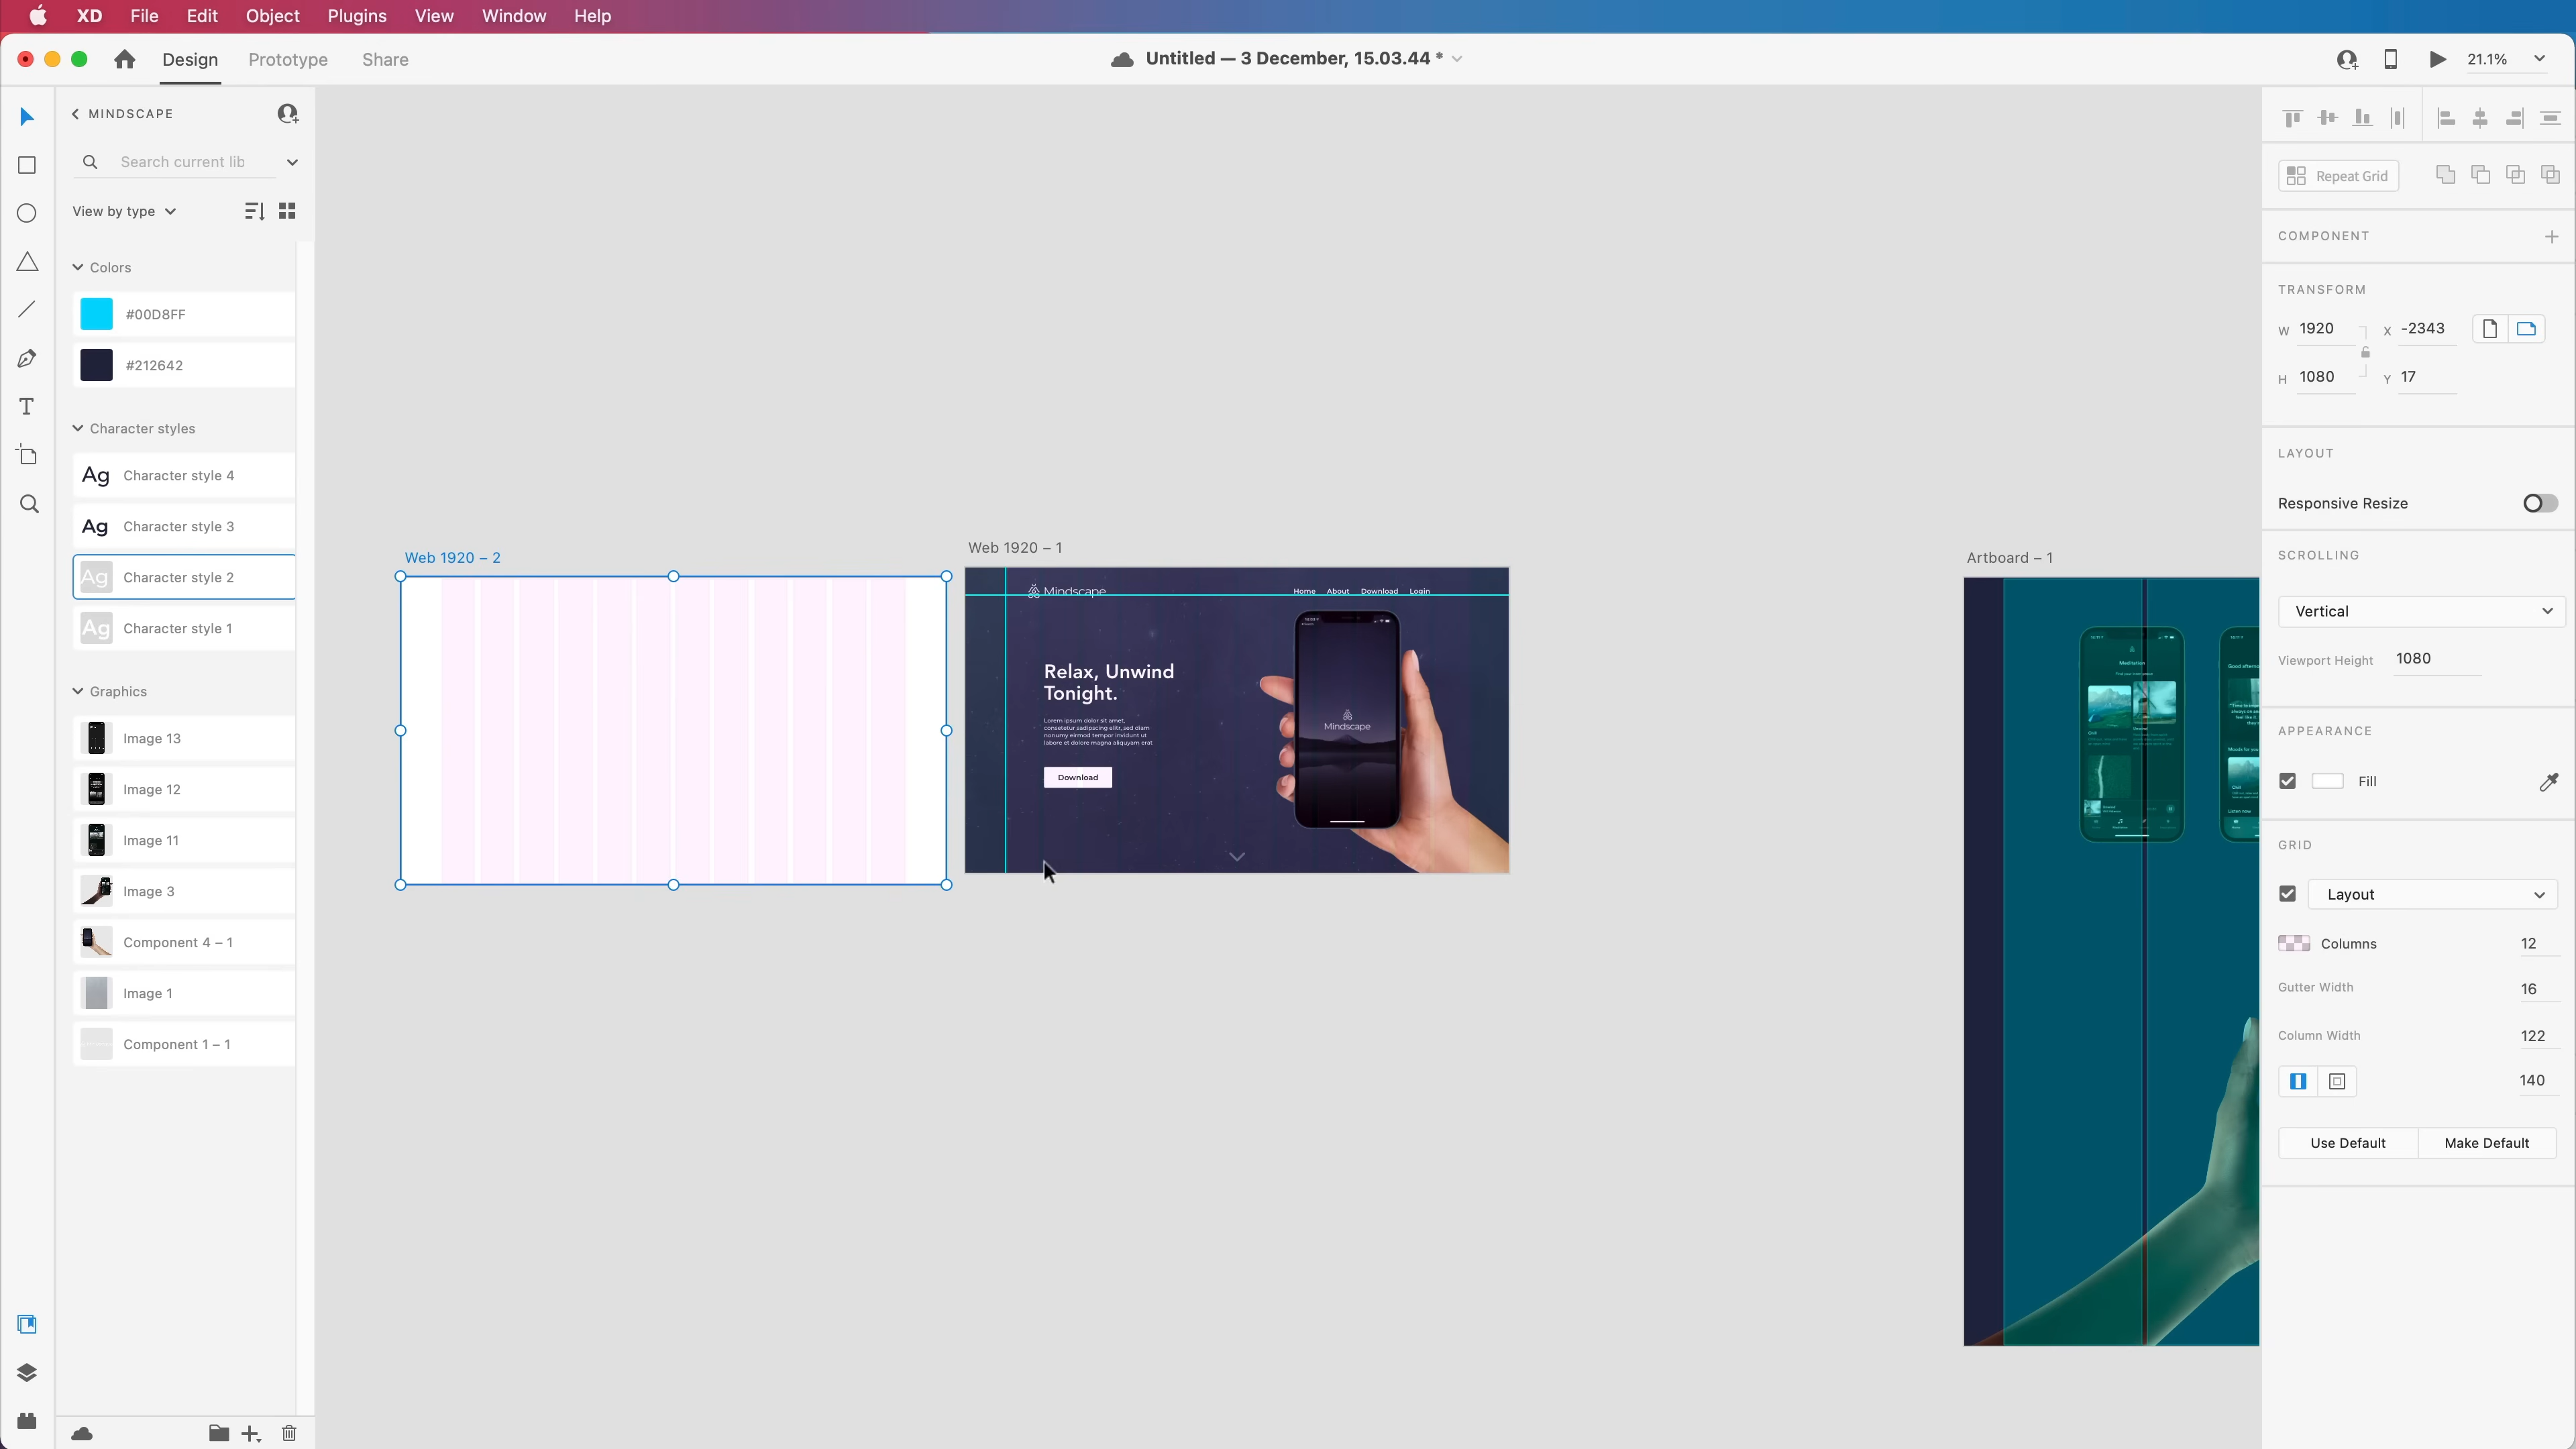 XD File Edit Object Plugins View Window Help
Design Prototype Share
Untitled — 3 December, 15.03.44 *
21.1%
MINDSCAPE
Search current lib
View by type
Colors
#00D8FF
#212642
Character styles
Ag Character style 4
Ag Character style 3
Ag Character style 2
Ag Character style 1
Graphics
Image 13
Image 12
Image 11
Image 3
Component 4 – 1
Image 1
Component 1 – 1
Web 1920 – 2
Web 1920 – 1
Mindscape
Home About Download Login
Relax, Unwind
Tonight.
Lorem ipsum dolor sit amet,
consetetur sadipscing elitr, sed diam
nonumy eirmod tempor invidunt ut
labore et dolore magna aliquyam erat
Download
Mindscape
Artboard – 1
Meditation
Repeat Grid
COMPONENT
TRANSFORM
W 1920 X -2343
H 1080 Y 17
LAYOUT
Responsive Resize
SCROLLING
Vertical
Viewport Height 1080
APPEARANCE
Fill
GRID
Layout
Columns 12
Gutter Width 16
Column Width 122
140
Use Default Make Default